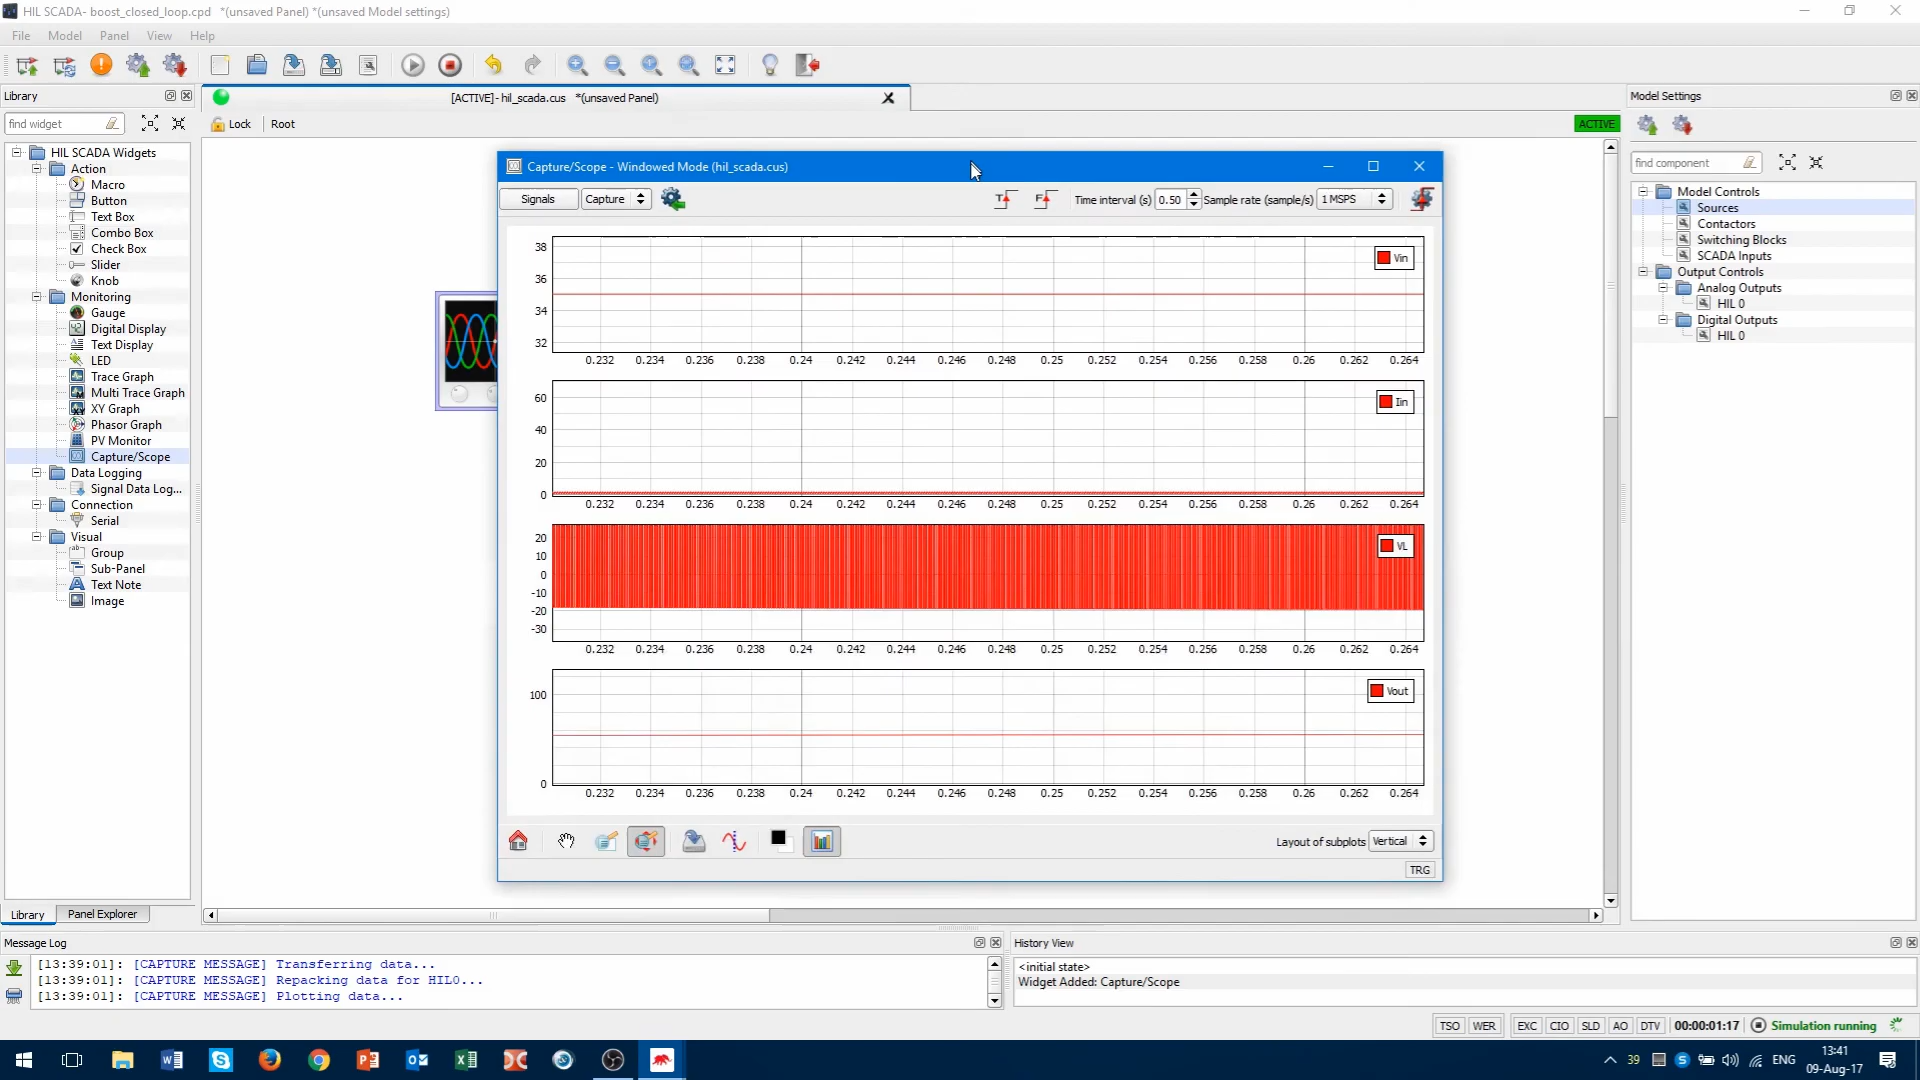 HIL SCADA- boost_closed_loop.cpd *(unsaved Panel) *(unsaved Model settings)
File Model Panel View Help
Library
[ACTIVE]- hil_scada.cus *(unsaved Panel)
Model Settings
find widget
Lock Root
ACTIVE
find component
HIL SCADA Widgets
Action
Macro
Button
Text Box
Combo Box
Check Box
Slider
Knob
Monitoring
Gauge
Digital Display
Text Display
LED
Trace Graph
Multi Trace Graph
XY Graph
Phasor Graph
PV Monitor
Capture/Scope
Data Logging
Signal Data Log...
Connection
Serial
Visual
Group
Sub-Panel
Text Note
Image
Library Panel Explorer
Capture/Scope - Windowed Mode (hil_scada.cus)
Signals Capture T F Time interval (s) 0.50 Sample rate (sample/s) 1 MSPS
38
36
34
32
Vin
0.232 0.234 0.236 0.238 0.24 0.242 0.244 0.246 0.248 0.25 0.252 0.254 0.256 0.258 0.26 0.262 0.264
60
40
20
0
Iin
0.232 0.234 0.236 0.238 0.24 0.242 0.244 0.246 0.248 0.25 0.252 0.254 0.256 0.258 0.26 0.262 0.264
20
10
0
-10
-20
-30
VL
0.232 0.234 0.236 0.238 0.24 0.242 0.244 0.246 0.248 0.25 0.252 0.254 0.256 0.258 0.26 0.262 0.264
100
0
Vout
0.232 0.234 0.236 0.238 0.24 0.242 0.244 0.246 0.248 0.25 0.252 0.254 0.256 0.258 0.26 0.262 0.264
Layout of subplots Vertical
TRG
Model Controls
Sources
Contactors
Switching Blocks
SCADA Inputs
Output Controls
Analog Outputs
HIL 0
Digital Outputs
HIL 0
Message Log
[13:39:01]: [CAPTURE MESSAGE] Transferring data...
[13:39:01]: [CAPTURE MESSAGE] Repacking data for HIL0...
[13:39:01]: [CAPTURE MESSAGE] Plotting data...
History View
<initial state>
Widget Added: Capture/Scope
TSO WER EXC CIO SLD AO DTV 00:00:01:17 Simulation running
39 ENG 13:41
09-Aug-17